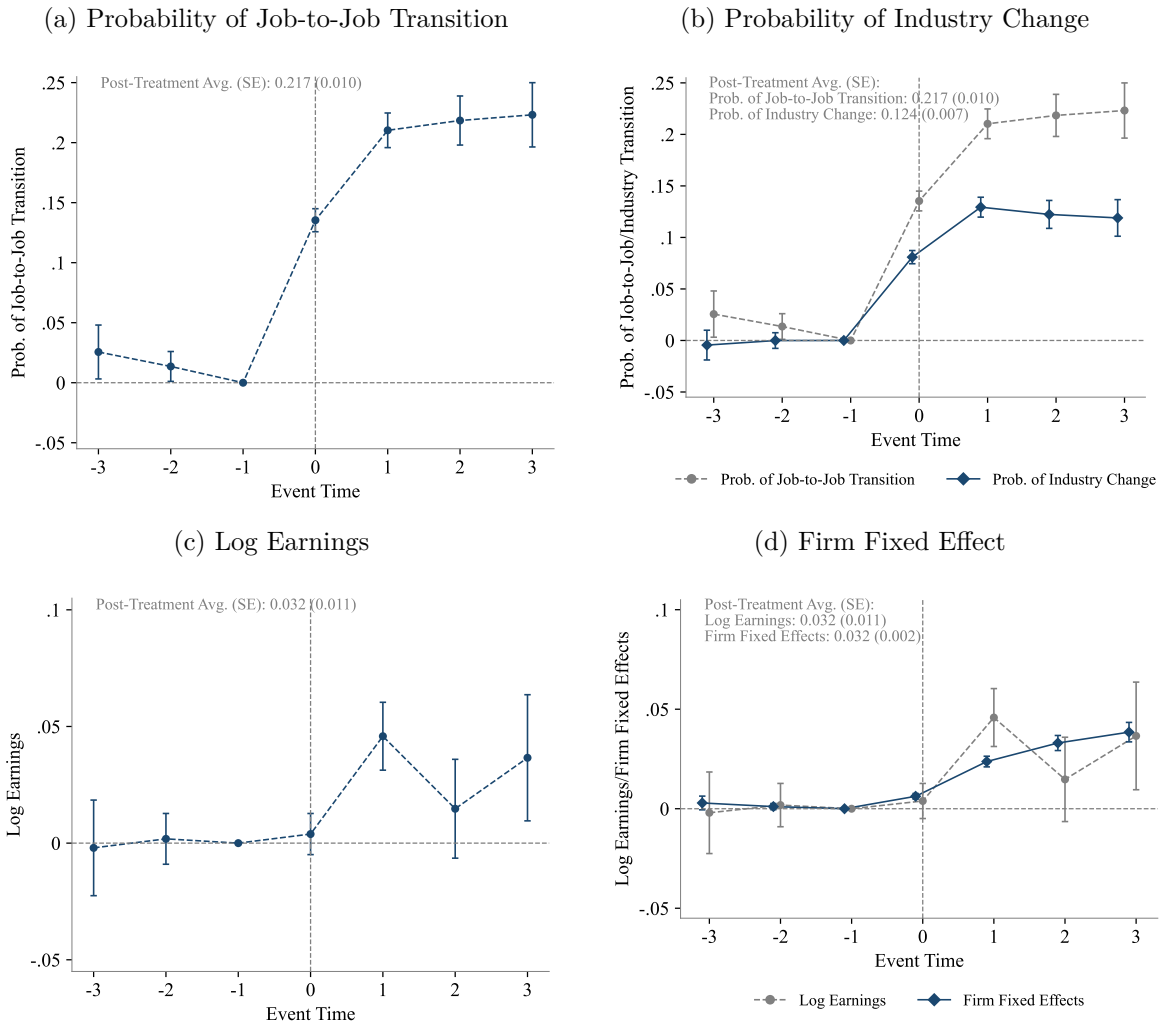 (a) Probability of Job-to-Job Transition
Post-Treatment Avg. (SE): 0.217 (0.010)
.25
.2
.15
.1
.05
0
-.05
Prob. of Job-to-Job Transition
-3 -2 -1 0 1 2 3
Event Time
(b) Probability of Industry Change
Post-Treatment Avg. (SE):
Prob. of Job-to-Job Transition: 0.217 (0.010)
Prob. of Industry Change: 0.124 (0.007)
.25
.2
.15
.1
.05
0
-.05
Prob. of Job-to-Job/Industry Transition
-3 -2 -1 0 1 2 3
Event Time
Prob. of Job-to-Job Transition Prob. of Industry Change
(c) Log Earnings
Post-Treatment Avg. (SE): 0.032 (0.011)
.1
.05
0
-.05
Log Earnings
-3 -2 -1 0 1 2 3
Event Time
(d) Firm Fixed Effect
Post-Treatment Avg. (SE):
Log Earnings: 0.032 (0.011)
Firm Fixed Effects: 0.032 (0.002)
.1
.05
0
-.05
Log Earnings/Firm Fixed Effects
-3 -2 -1 0 1 2 3
Event Time
Log Earnings Firm Fixed Effects